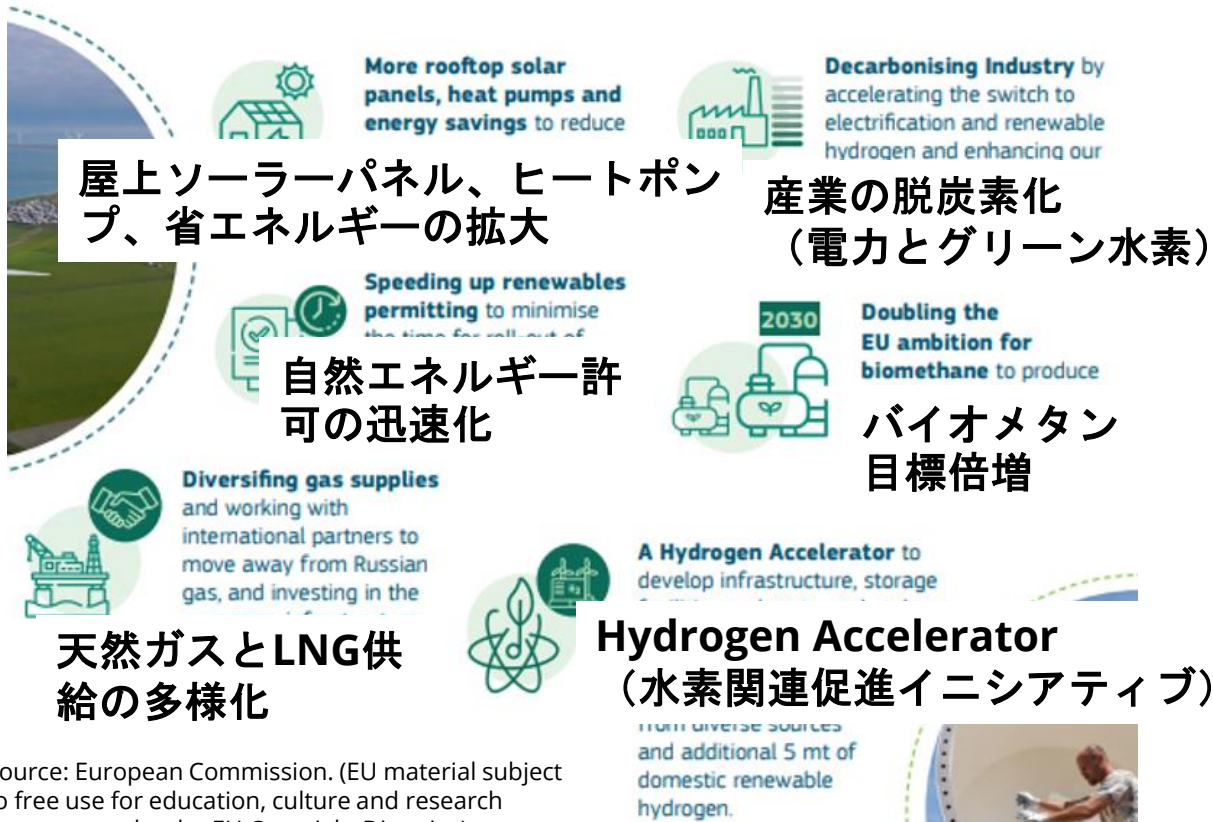 More rooftop solar
panels, heat pumps and
energy savings to reduce
屋上ソーラーパネル、ヒートポン
プ、省エネルギーの拡大
Decarbonising Industry by
accelerating the switch to
electrification and renewable
hydrogen and enhancing our
産業の脱炭素化
（電力とグリーン水素）
Speeding up renewables
permitting to minimise
the time for roll-out of
自然エネルギー許
可の迅速化
2030
Doubling the
EU ambition for
biomethane to produce
バイオメタン
目標倍増
Diversifing gas supplies
and working with
international partners to
move away from Russian
gas, and investing in the
天然ガスとLNG供
給の多様化
A Hydrogen Accelerator to
develop infrastructure, storage
Hydrogen Accelerator
（水素関連促進イニシアティブ）
from diverse sources
and additional 5 mt of
domestic renewable
hydrogen.
ource: European Commission. (EU material subject
o free use for education, culture and research